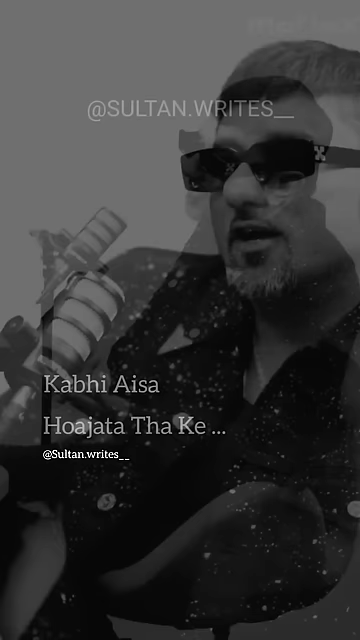 @SULTAN.WRITES__
Kabhi Aisa
Hoajata Tha Ke ...
@Sultan.writes__